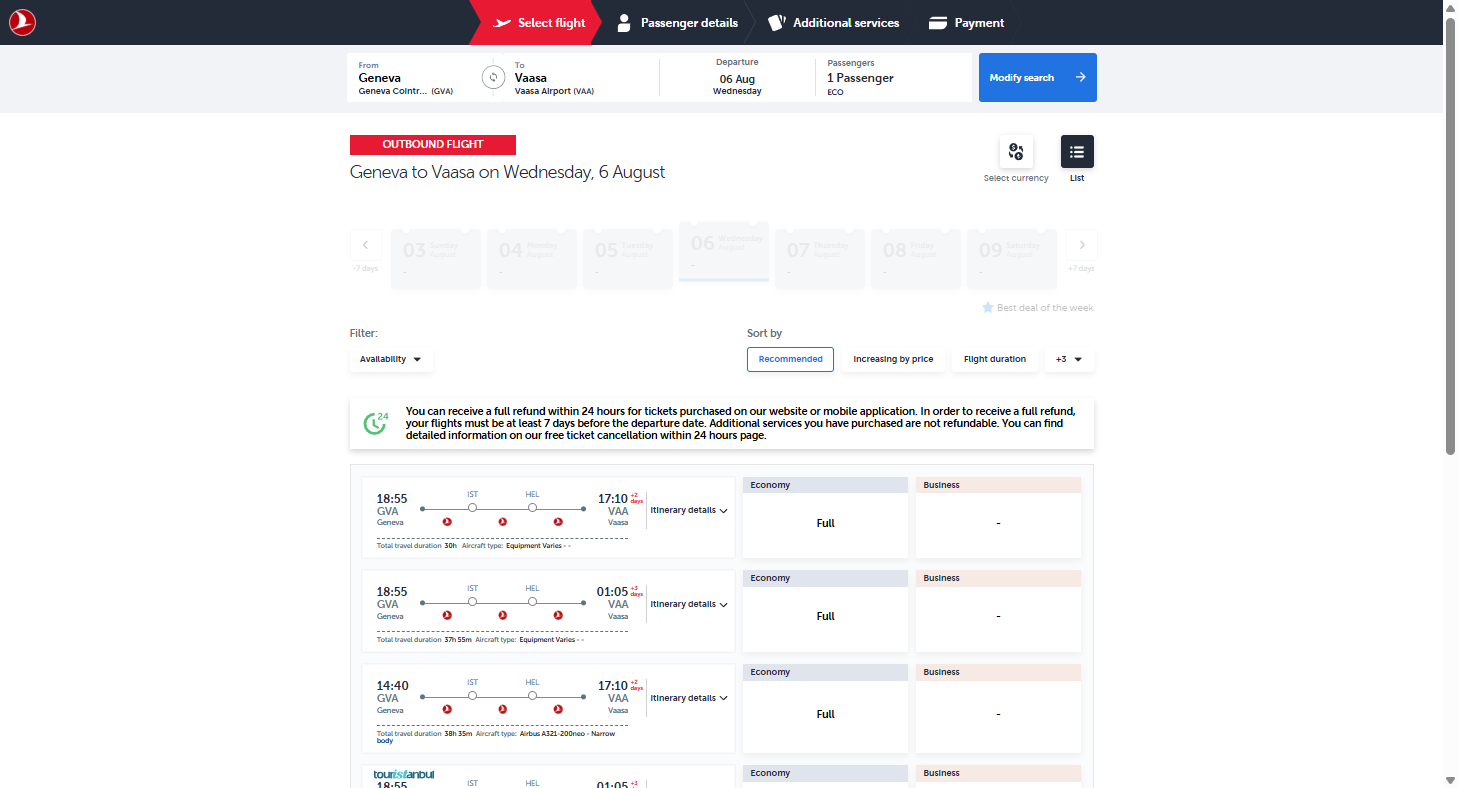 Select flight
Passenger details
Additional services
Payment
From
Geneva
Geneva Cointr... (GVA)
To
Vaasa
Vaasa Airport (VAA)
Departure
06 Aug
Wednesday
Passengers
1 Passenger
ECO
Modify search
OUTBOUND FLIGHT
Geneva to Vaasa on Wednesday, 6 August
Select currency
List
-7 days
03 Sunday August
-
04 Monday August
-
05 Tuesday August
-
06 Wednesday August
-
07 Thursday August
-
08 Friday August
-
09 Saturday August
-
+7 days
Best deal of the week
Filter:
Availability
Sort by
Recommended
Increasing by price
Flight duration
+3
24
You can receive a full refund within 24 hours for tickets purchased on our website or mobile application. In order to receive a full refund,
your flights must be at least 7 days before the departure date. Additional services you have purchased are not refundable. You can find
detailed information on our free ticket cancellation within 24 hours page.
18:55
GVA
Geneva
IST
HEL
17:10 +2 days
VAA
Vaasa
Itinerary details
Total travel duration 30h Aircraft type: Equipment Varies - -
Economy
Full
Business
-
18:55
GVA
Geneva
IST
HEL
01:05 +3 days
VAA
Vaasa
Itinerary details
Total travel duration 37h 55m Aircraft type: Equipment Varies - -
Economy
Full
Business
-
14:40
GVA
Geneva
IST
HEL
17:10 +2 days
VAA
Vaasa
Itinerary details
Total travel duration 38h 35m Aircraft type: Airbus A321-200neo - Narrow
body
Economy
Full
Business
-
touristanbul
18:55
IST
HEL
01:05 +3
Economy
Business